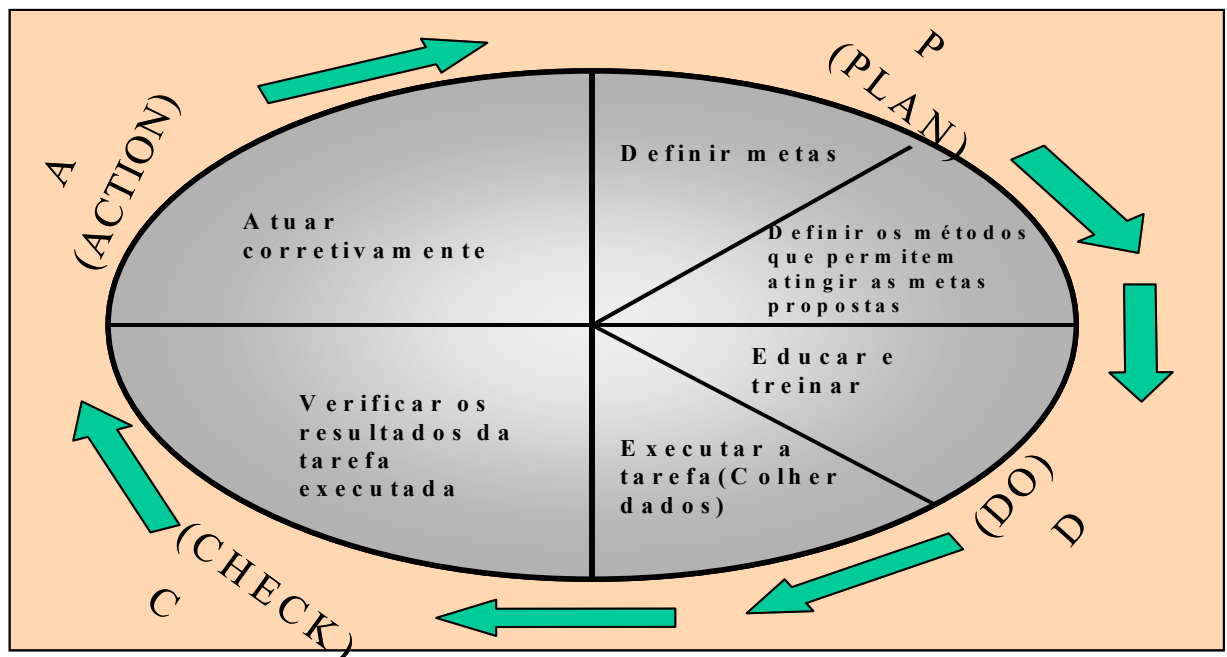 P
(PLAN)
Definir metas
Definir os métodos
que permitem
atingir as metas
propostas
Educar e
treinar
D
(DO)
Executar a
tarefa(Colher
dados)
C
(CHECK)
Verificar os
resultados da
tarefa
executada
A
(ACTION)
Atuar
corretivamente